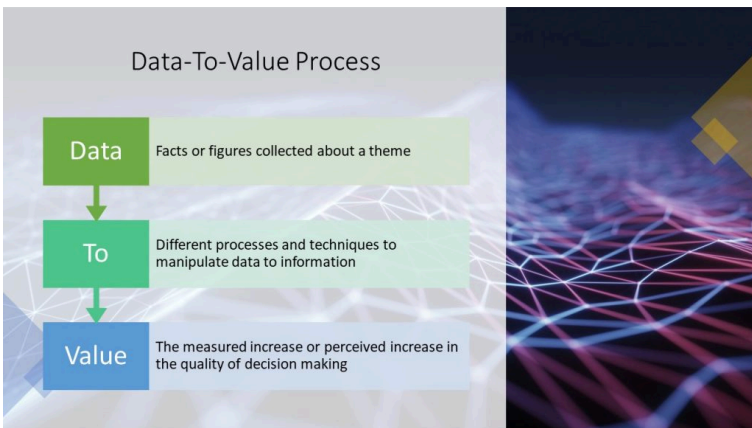 Data-To-Value Process
Data
Facts or figures collected about a theme
To
Different processes and techniques to
manipulate data to information
Value
The measured increase or perceived increase in
the quality of decision making